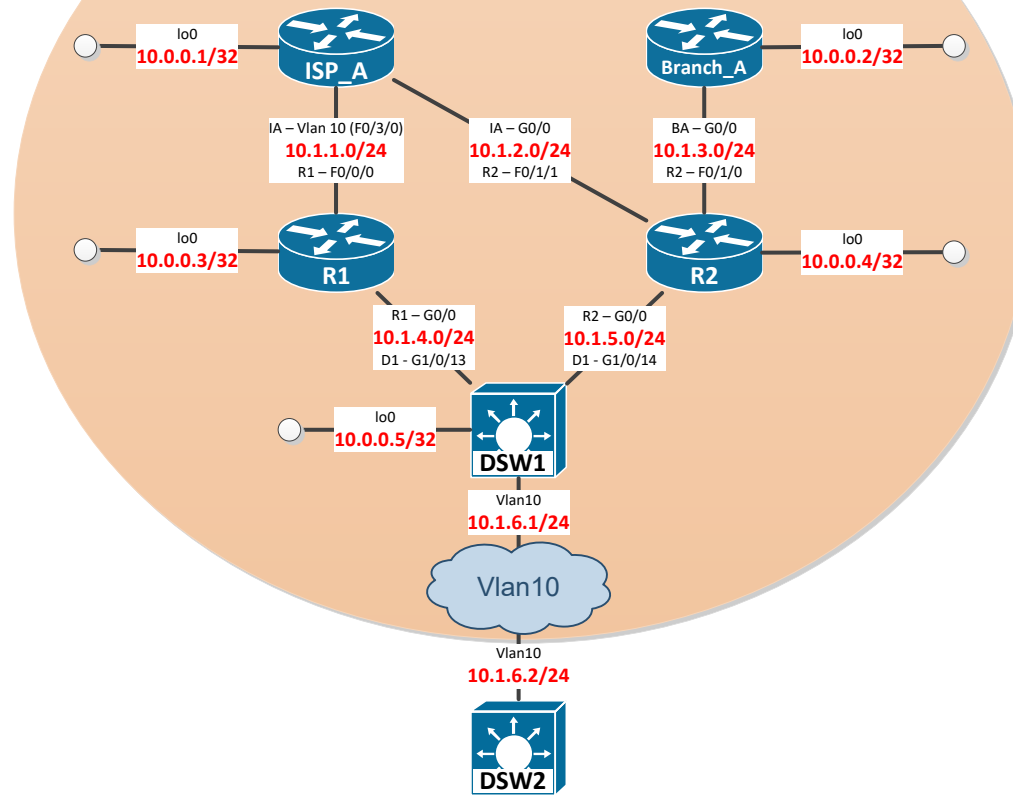 lo0
10.0.0.1/32
ISP_A
Branch_A
lo0
10.0.0.2/32
IA – Vlan 10 (F0/3/0)
10.1.1.0/24
R1 – F0/0/0
IA – G0/0
10.1.2.0/24
R2 – F0/1/1
BA – G0/0
10.1.3.0/24
R2 – F0/1/0
lo0
10.0.0.3/32
R1
R2
lo0
10.0.0.4/32
R1 – G0/0
10.1.4.0/24
D1 - G1/0/13
R2 – G0/0
10.1.5.0/24
D1 - G1/0/14
lo0
10.0.0.5/32
DSW1
Vlan10
10.1.6.1/24
Vlan10
Vlan10
10.1.6.2/24
DSW2